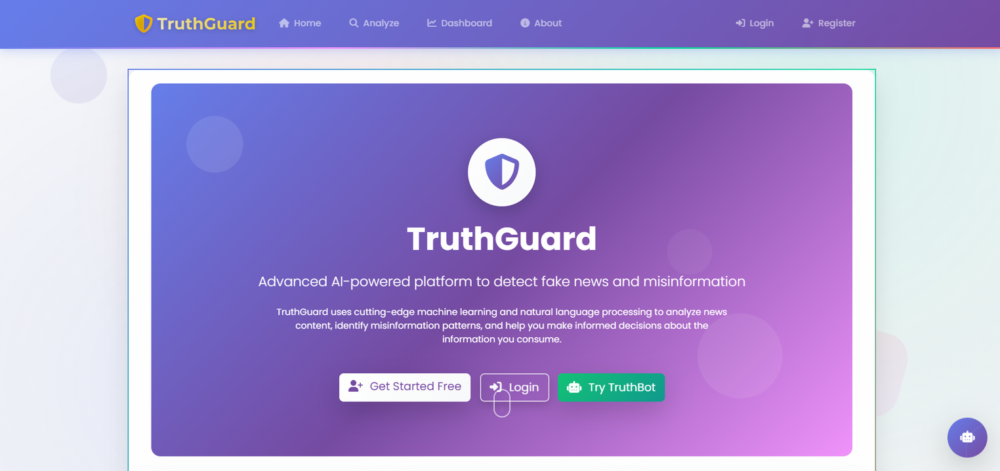 TruthGuard Home Analyze Dashboard About Login Register
TruthGuard
Advanced AI-powered platform to detect fake news and misinformation
TruthGuard uses cutting-edge machine learning and natural language processing to analyze news
content, identify misinformation patterns, and help you make informed decisions about the
information you consume.
Get Started Free Login Try TruthBot